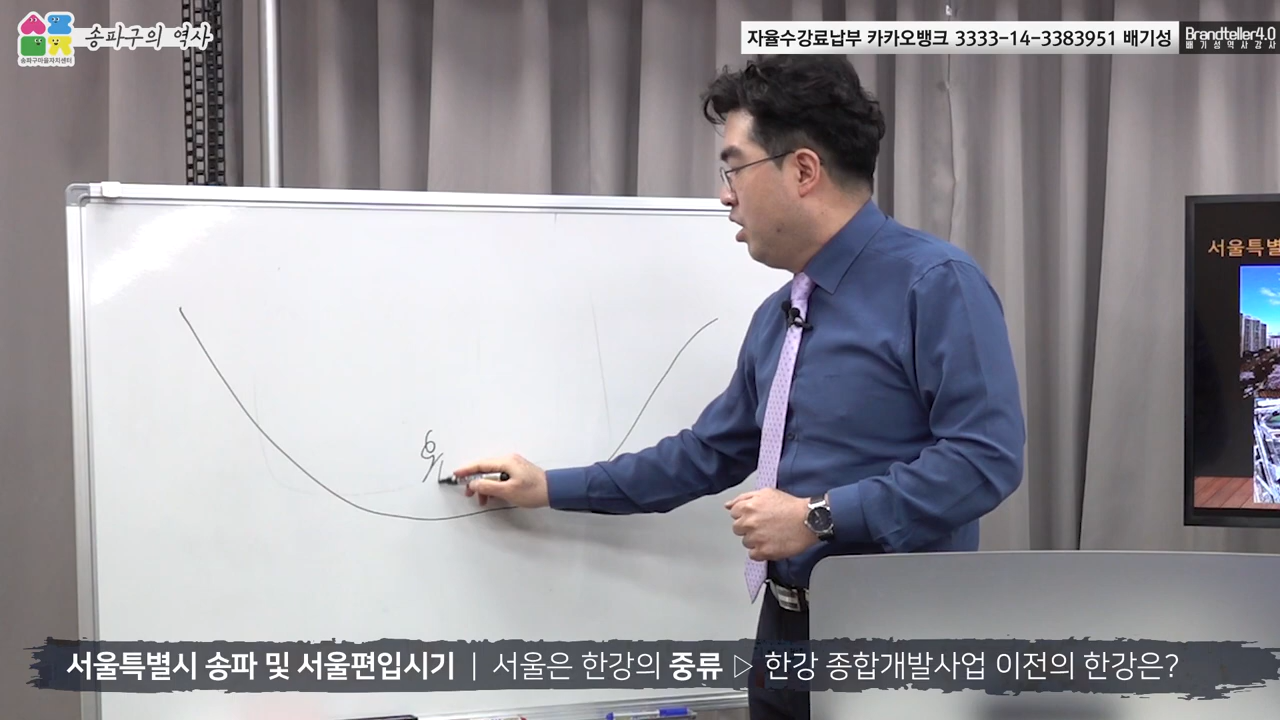 송파구의 역사
송파구마을자치센터
자율수강료납부 카카오뱅크 3333-14-3383951 배기성
Brandteller4.0
배기성역사강사
서울특별
서울특별시 송파 및 서울편입시기 | 서울은 한강의 중류 ▷ 한강 종합개발사업 이전의 한강은?